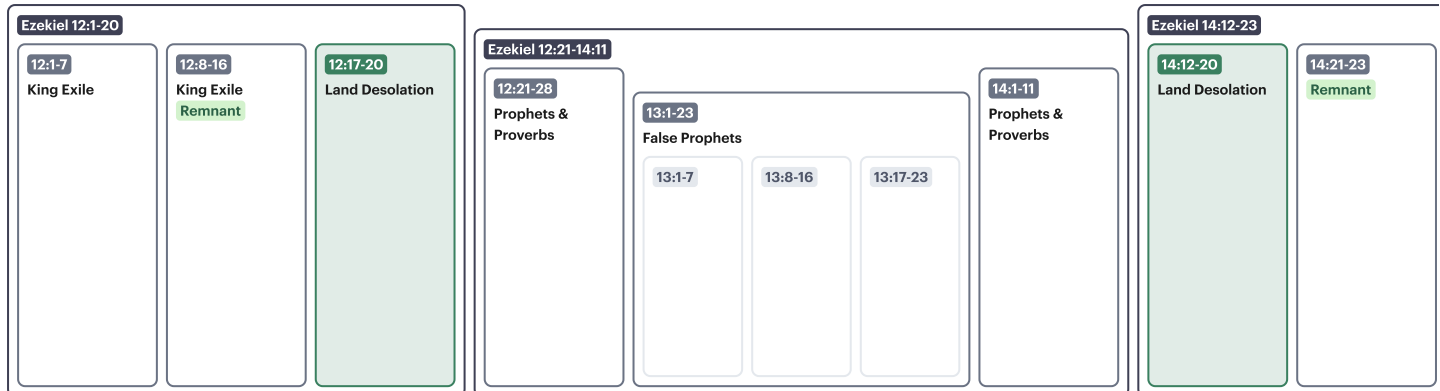 Ezekiel 12:1-20
12:1-7
King Exile
12:8-16
King Exile
Remnant
12:17-20
Land Desolation
Ezekiel 12:21-14:11
12:21-28
Prophets &
Proverbs
13:1-23
False Prophets
13:1-7
13:8-16
13:17-23
14:1-11
Prophets &
Proverbs
Ezekiel 14:12-23
14:12-20
Land Desolation
14:21-23
Remnant